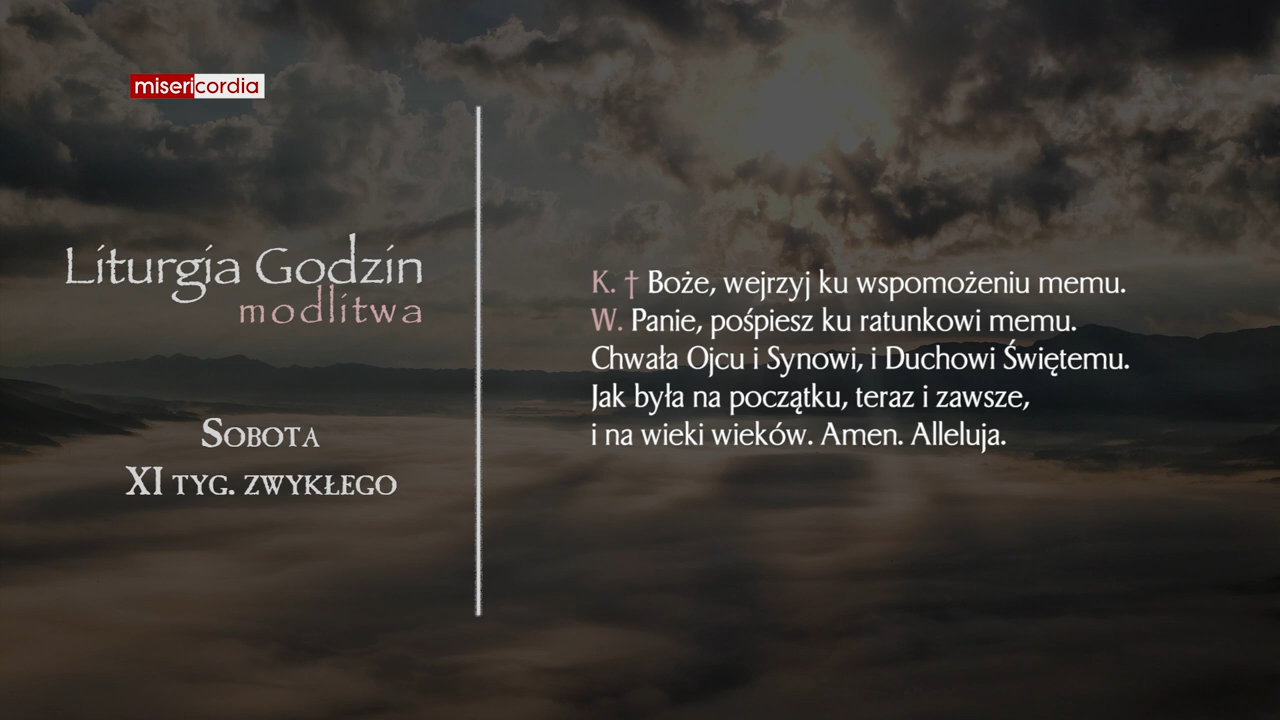 misericordia
Liturgia Godzin
modlitwa
Sobota
XI tyg. zwykłego
K. † Boże, wejrzyj ku wspomożeniu memu.
W. Panie, pośpiesz ku ratunkowi memu.
Chwała Ojcu i Synowi, i Duchowi Świętemu.
Jak była na początku, teraz i zawsze,
i na wieki wieków. Amen. Alleluja.